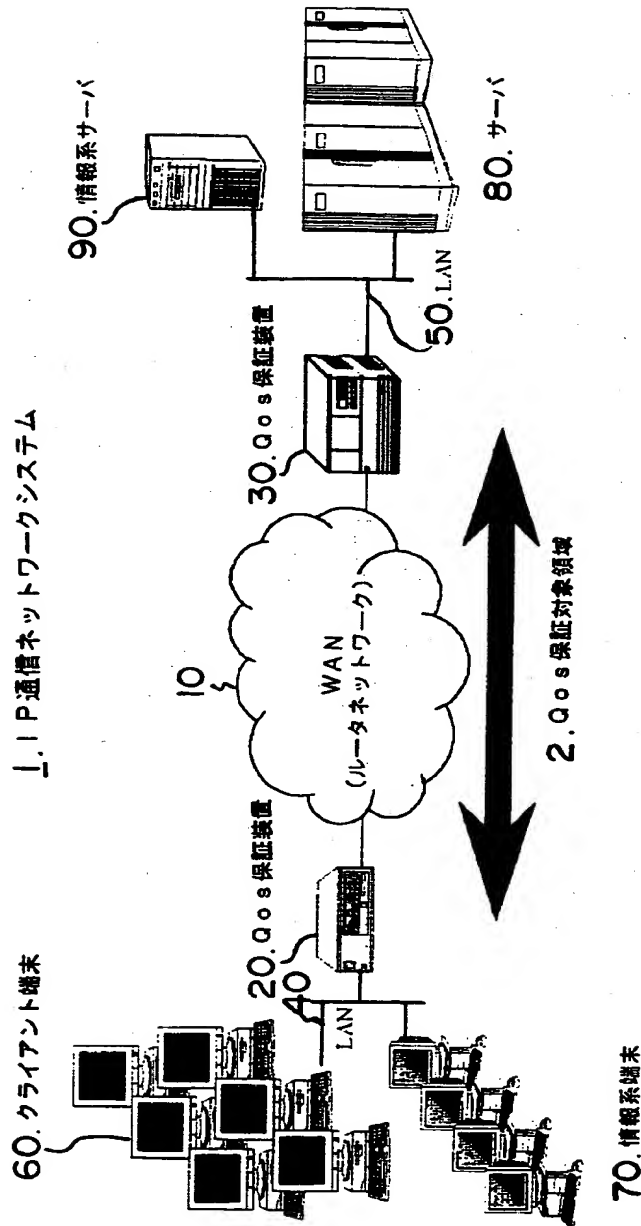 1.IP通信ネットワークシステム
60.クライアント端末
70.情報系端末
40
LAN
20.Qos保証装置
10
WAN
(ルータネットワーク)
2.Qos保証対象領域
30.Qos保証装置
50.LAN
90.情報系サーバ
80.サーバ